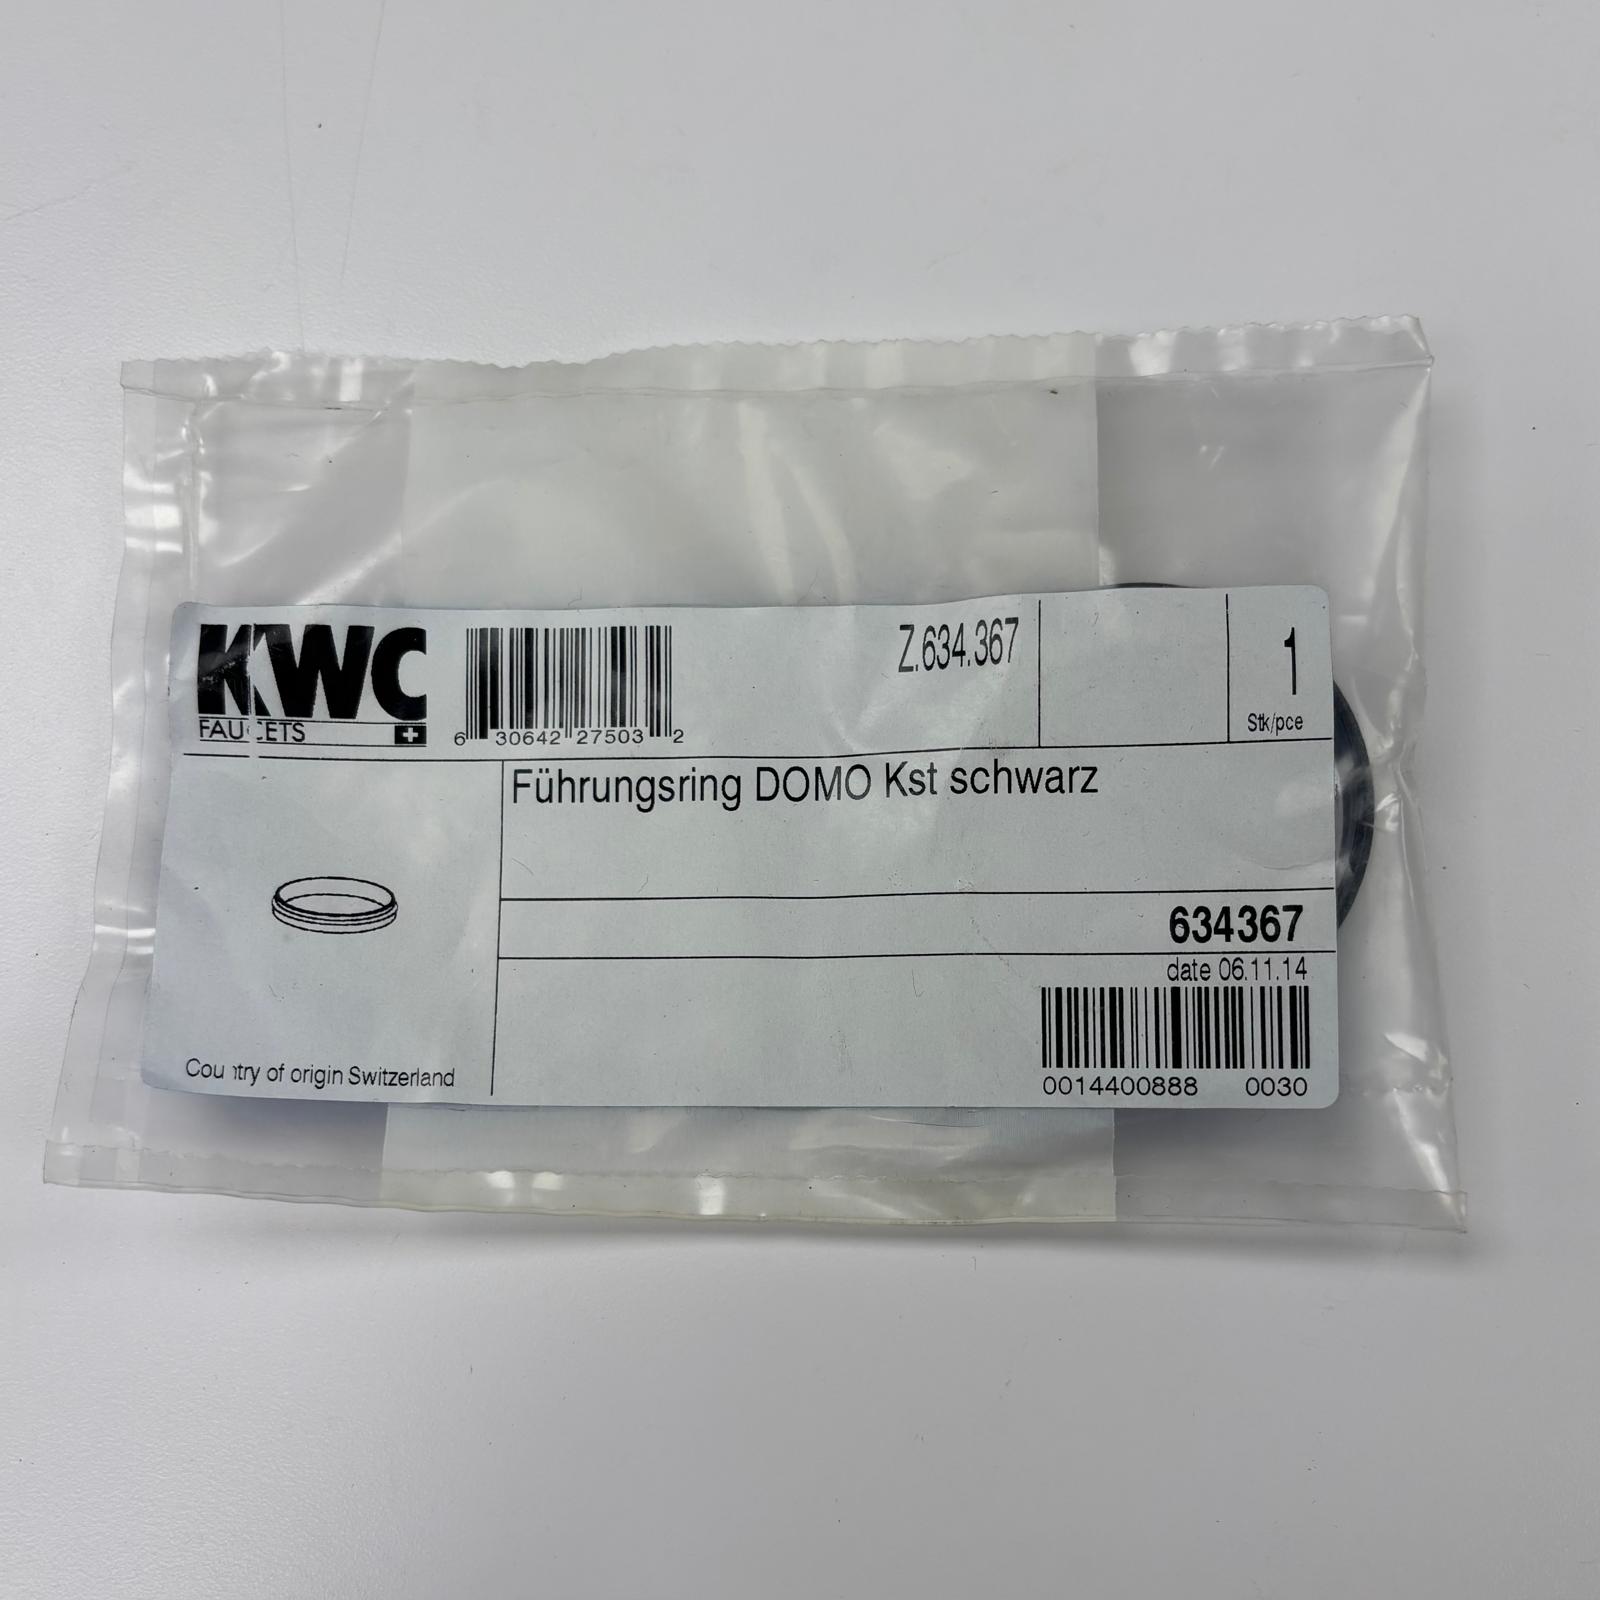 KWC
FAUCETS
6 30642 27503 2
Z.634.367
1
Stk/pce
Führungsring DOMO Kst schwarz
634367
date 06.11.14
0014400888 0030
Country of origin Switzerland